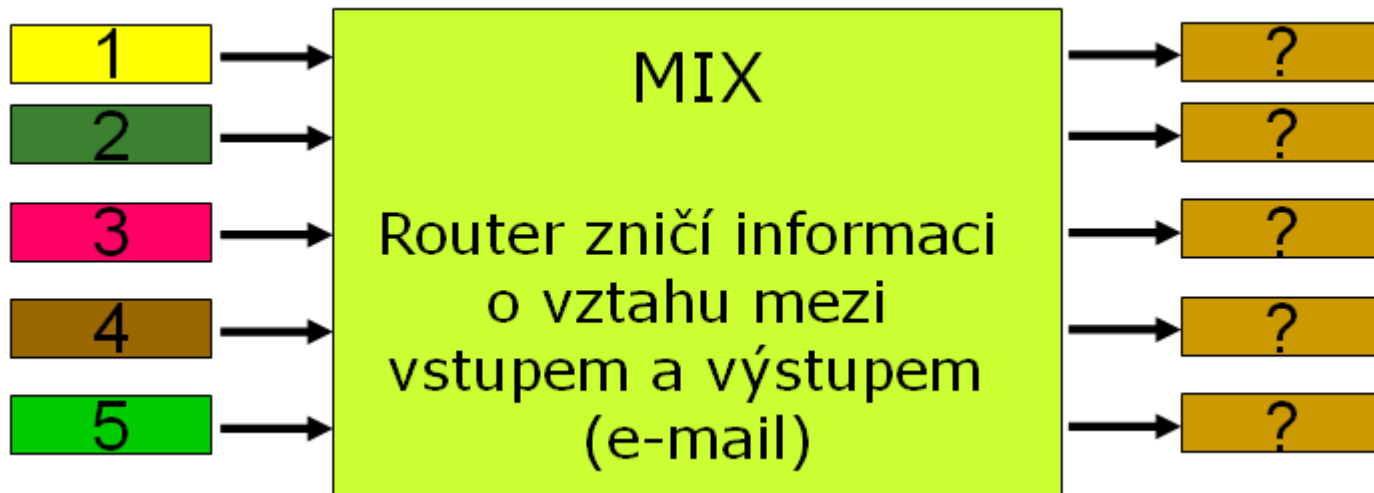 1
2
3
4
5
MIX
Router zničí informaci
o vztahu mezi
vstupem a výstupem
(e-mail)
?
?
?
?
?